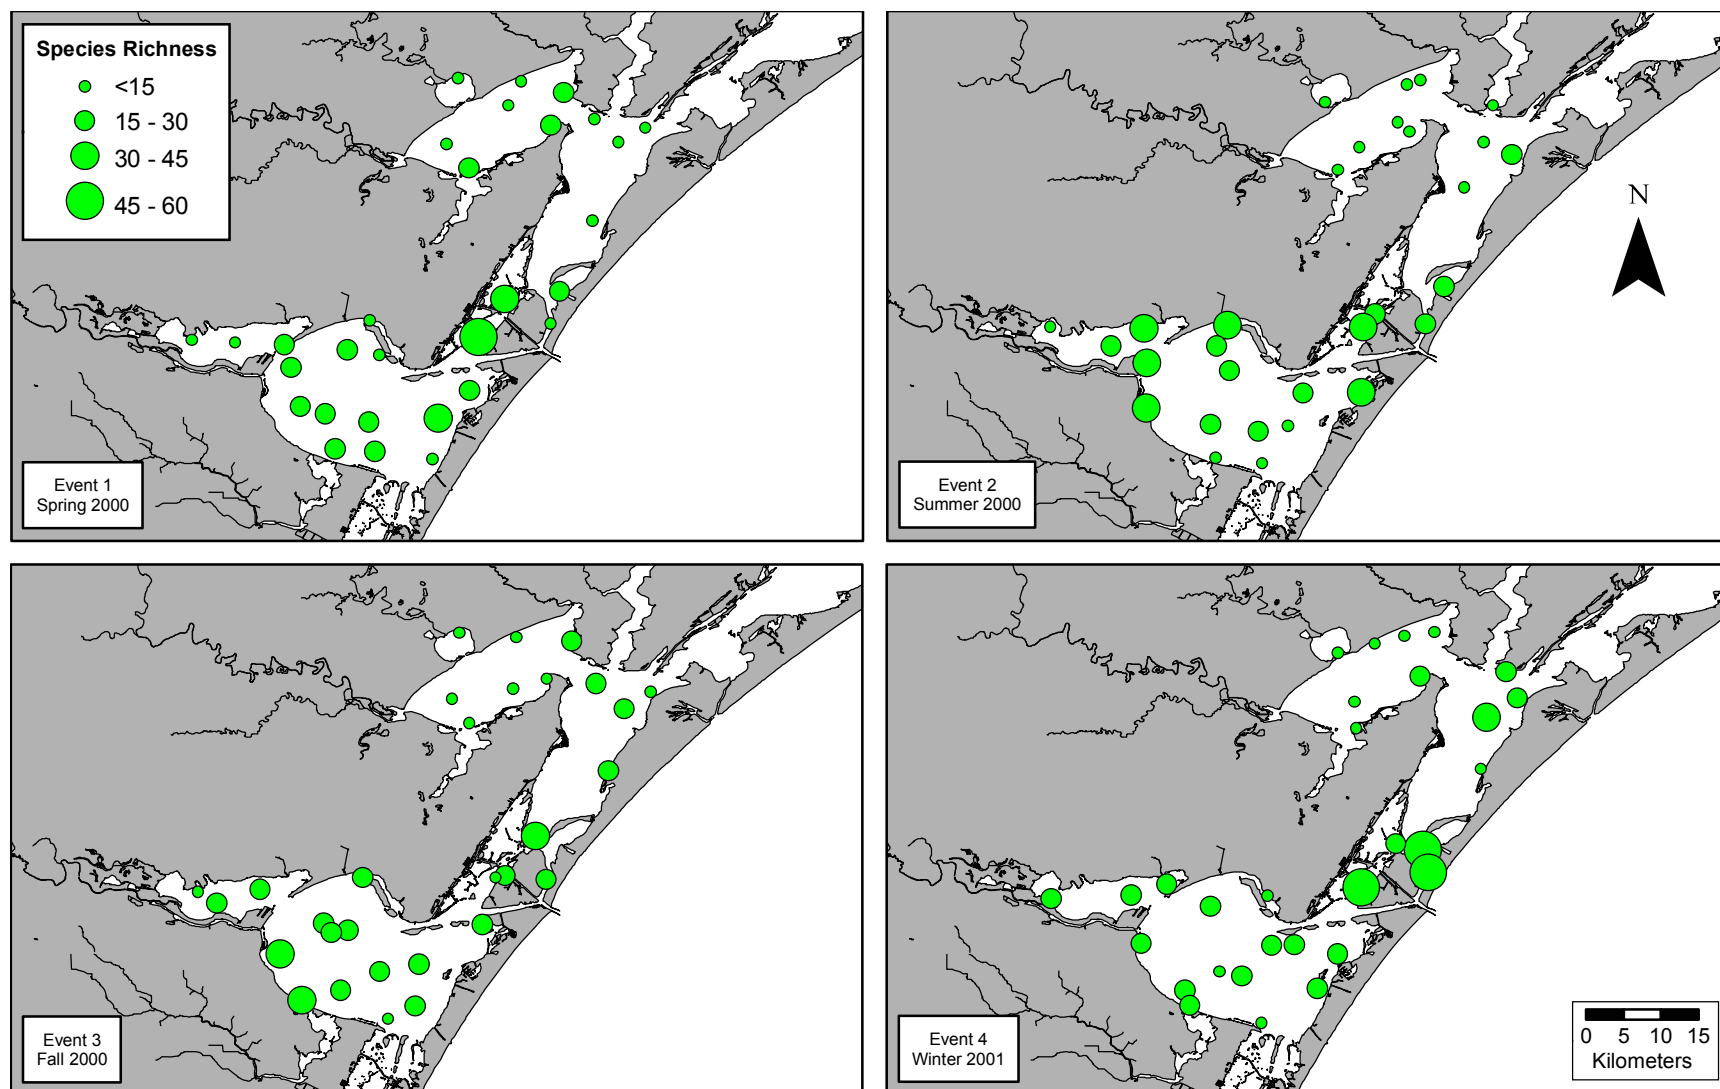 Species Richness
<15
15 - 30
30 - 45
45 - 60
Event 1
Spring 2000
N
Event 2
Summer 2000
Event 3
Fall 2000
Event 4
Winter 2001
0 5 10 15
Kilometers